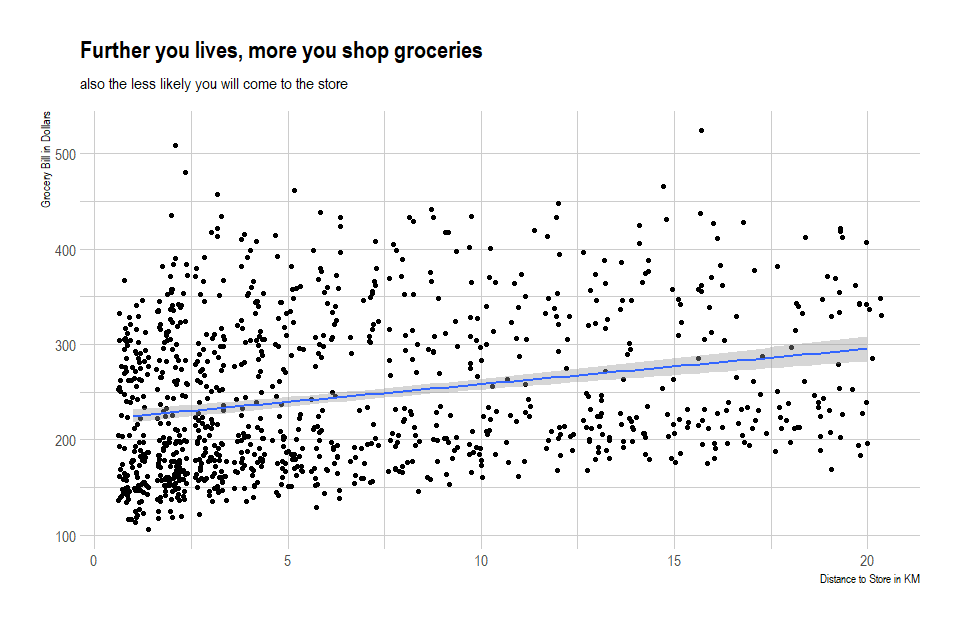 Further you lives, more you shop groceries
also the less likely you will come to the store
Grocery Bill in Dollars
500
400
300
200
100
0
5
10
15
20
Distance to Store in KM